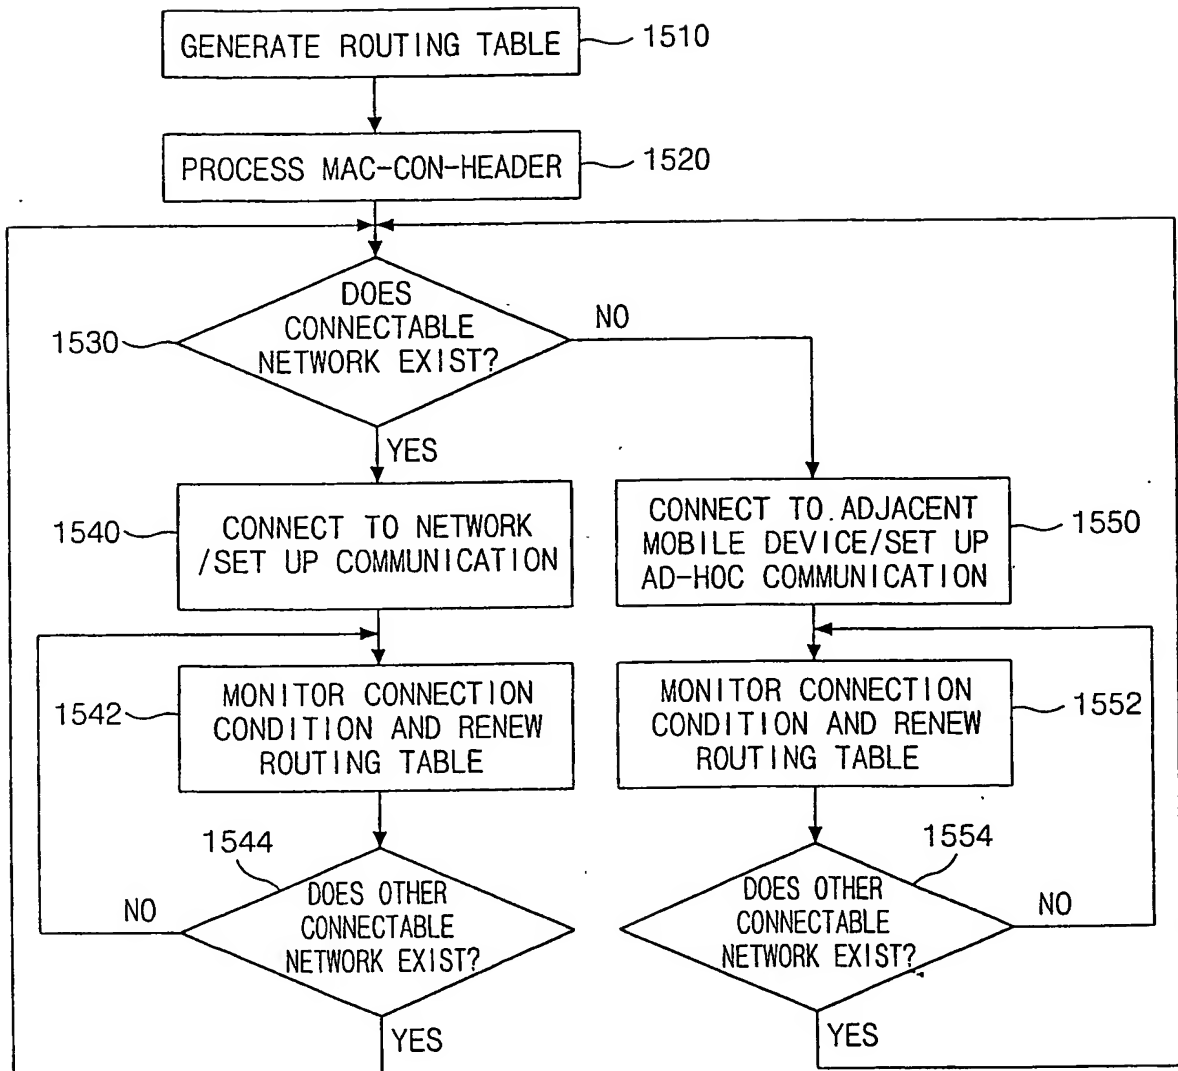 GENERATE ROUTING TABLE
1510
PROCESS MAC-CON-HEADER
1520
DOES
CONNECTABLE
NETWORK EXIST?
1530
NO
YES
1540
CONNECT TO NETWORK
/SET UP COMMUNICATION
CONNECT TO ADJACENT
MOBILE DEVICE/SET UP
AD-HOC COMMUNICATION
1550
1542
MONITOR CONNECTION
CONDITION AND RENEW
ROUTING TABLE
MONITOR CONNECTION
CONDITION AND RENEW
ROUTING TABLE
1552
1544
NO
DOES OTHER
CONNECTABLE
NETWORK EXIST?
YES
1554
DOES OTHER
CONNECTABLE
NETWORK EXIST?
NO
YES